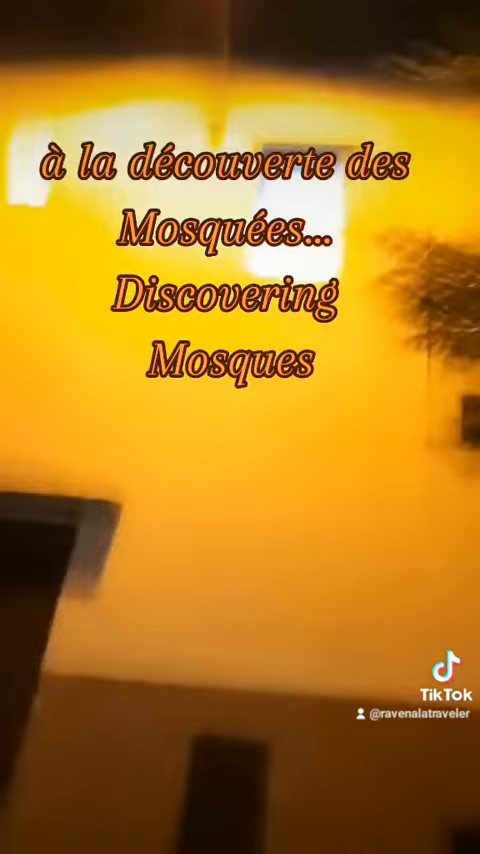 à la découverte des
Mosquées...
Discovering
Mosques
TikTok
@ravenalatraveler